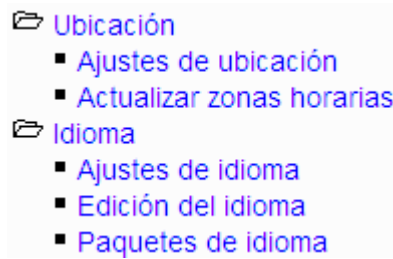 Ubicación
Ajustes de ubicación
Actualizar zonas horarias
Idioma
Ajustes de idioma
Edición del idioma
Paquetes de idioma